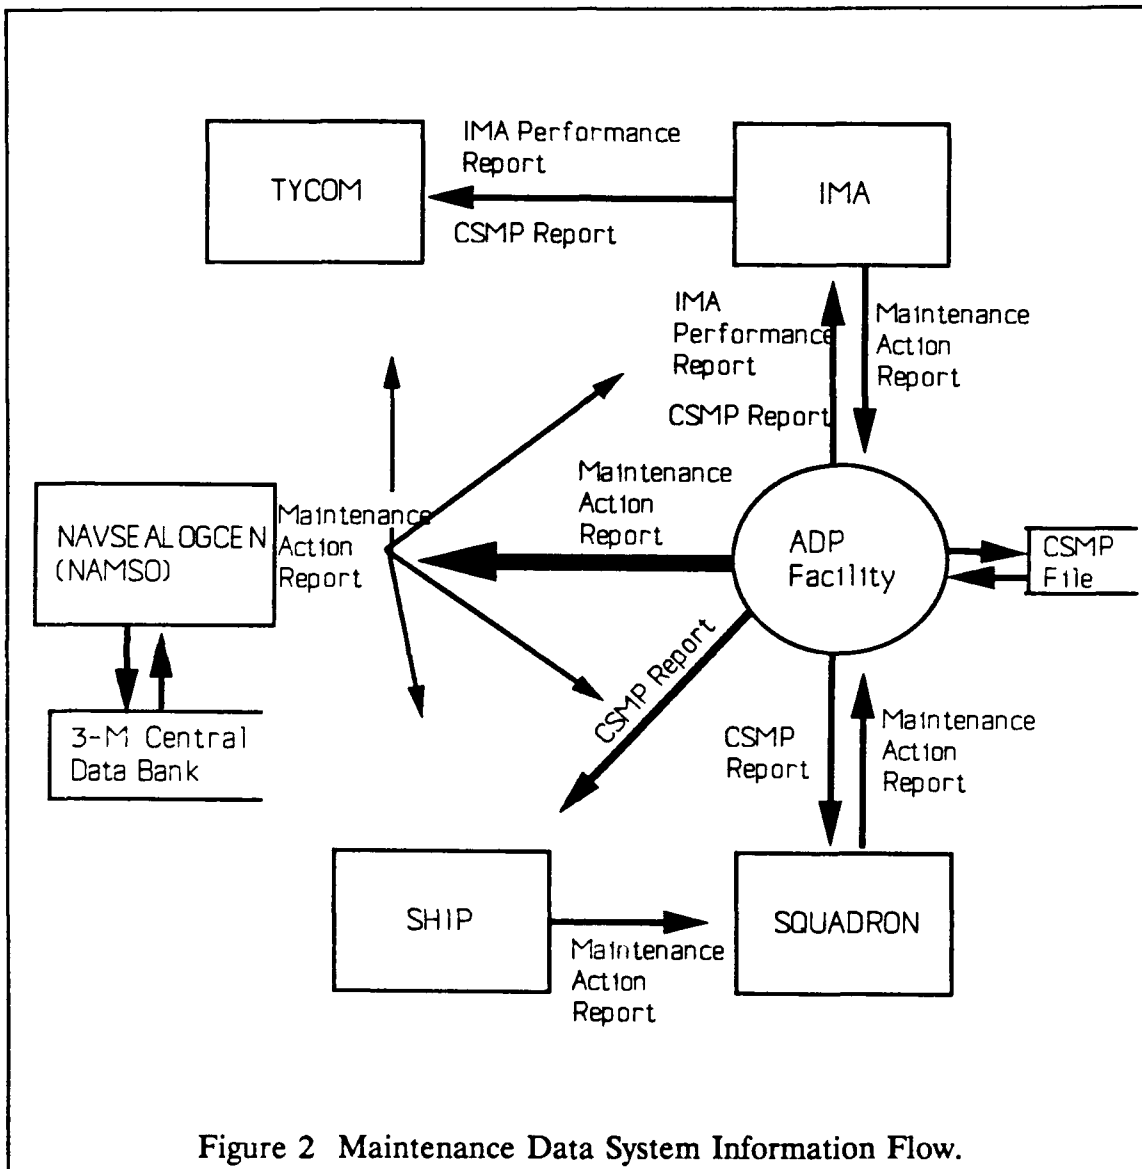 IMA Performance
Report
TYCOM
IMA
CSMP Report
IMA
Performance
Report
CSMP Report
Maintenance
Action
Report
Maintenance
Action
Report
NAVSEALOGCEN
(NAMSO)
Maintenance
Action
Report
ADP
Facility
CSMP
File
CSMP Report
3-M Central
Data Bank
CSMP
Report
Maintenance
Action
Report
SHIP
SQUADRON
Maintenance
Action
Report
Figure 2 Maintenance Data System Information Flow.